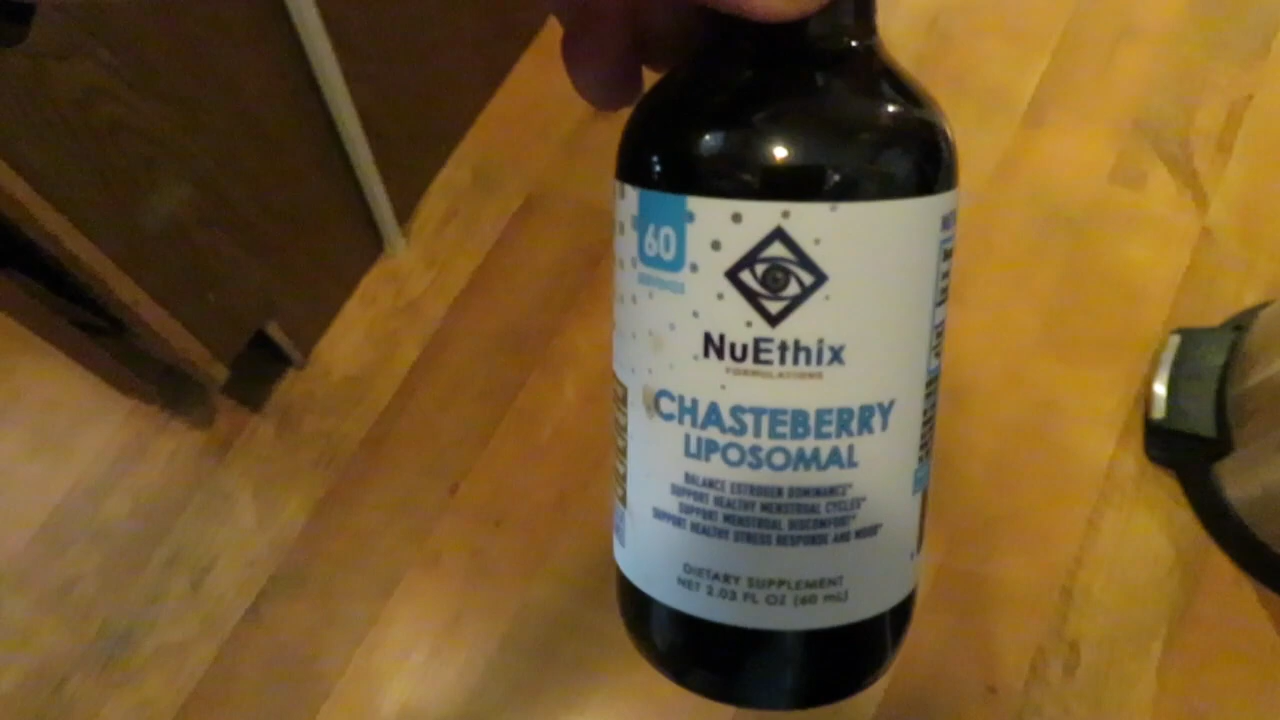 60
SERVINGS
NuEthix
FORMULATIONS
CHASTEBERRY
LIPOSOMAL
BALANCE ESTROGEN DOMINANCE*
SUPPORT HEALTHY MENSTRUAL CYCLES*
SUPPORT MENSTRUAL DISCOMFORT*
SUPPORT HEALTHY STRESS RESPONSE AND MOOD*
DIETARY SUPPLEMENT
NET 2.03 FL OZ (60 mL)